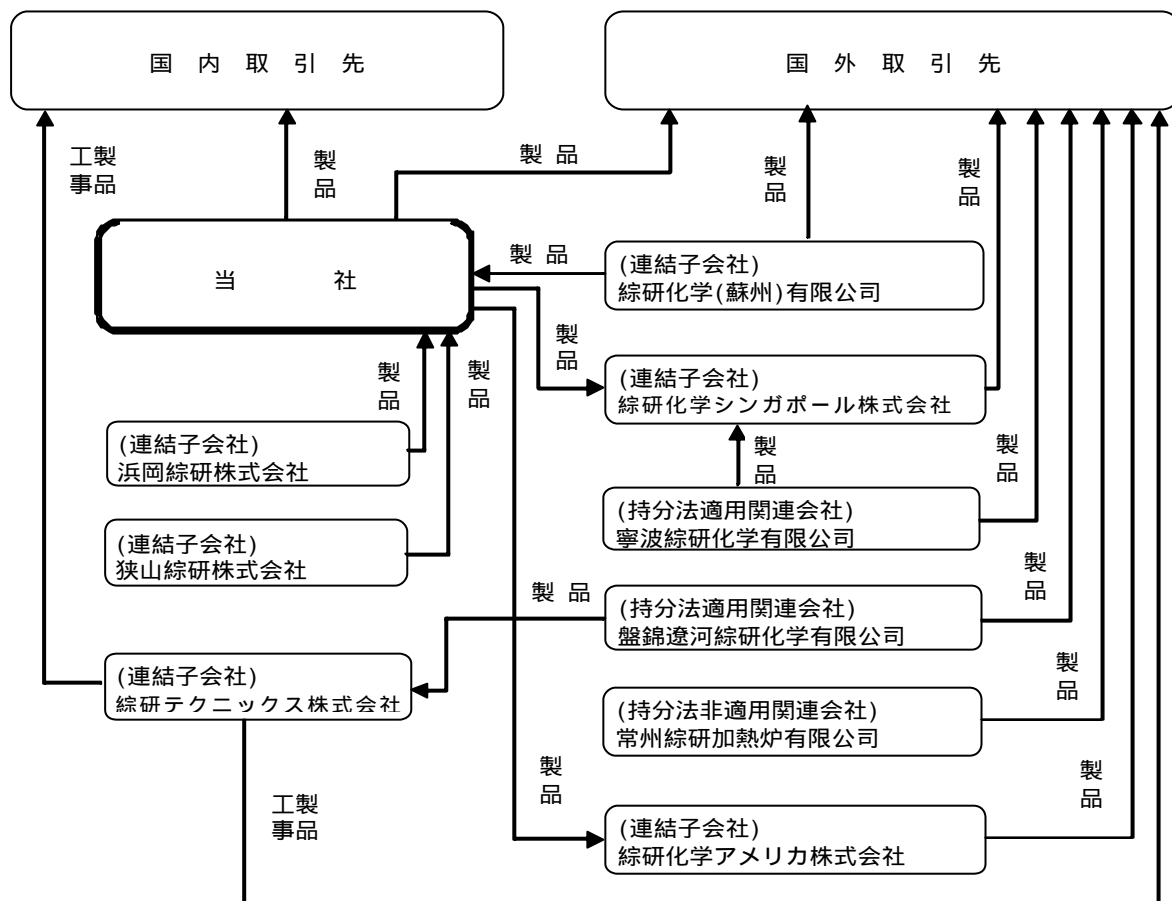 国 内 取 引 先
国 外 取 引 先
工製
事品
製
品
製 品
製
品
製
品
当 社
製 品
(連結子会社)
綜研化学(蘇州)有限公司
製
品
製
品
製
品
(連結子会社)
綜研化学シンガポール株式会社
(連結子会社)
浜岡綜研株式会社
製
品
製
品
(持分法適用関連会社)
寧波綜研化学有限公司
(連結子会社)
狭山綜研株式会社
製 品
製
品
(持分法適用関連会社)
盤錦遼河綜研化学有限公司
(連結子会社)
綜研テクニックス株式会社
製
品
(持分法非適用関連会社)
常州綜研加熱炉有限公司
製
品
製
品
工製
事品
(連結子会社)
綜研化学アメリカ株式会社